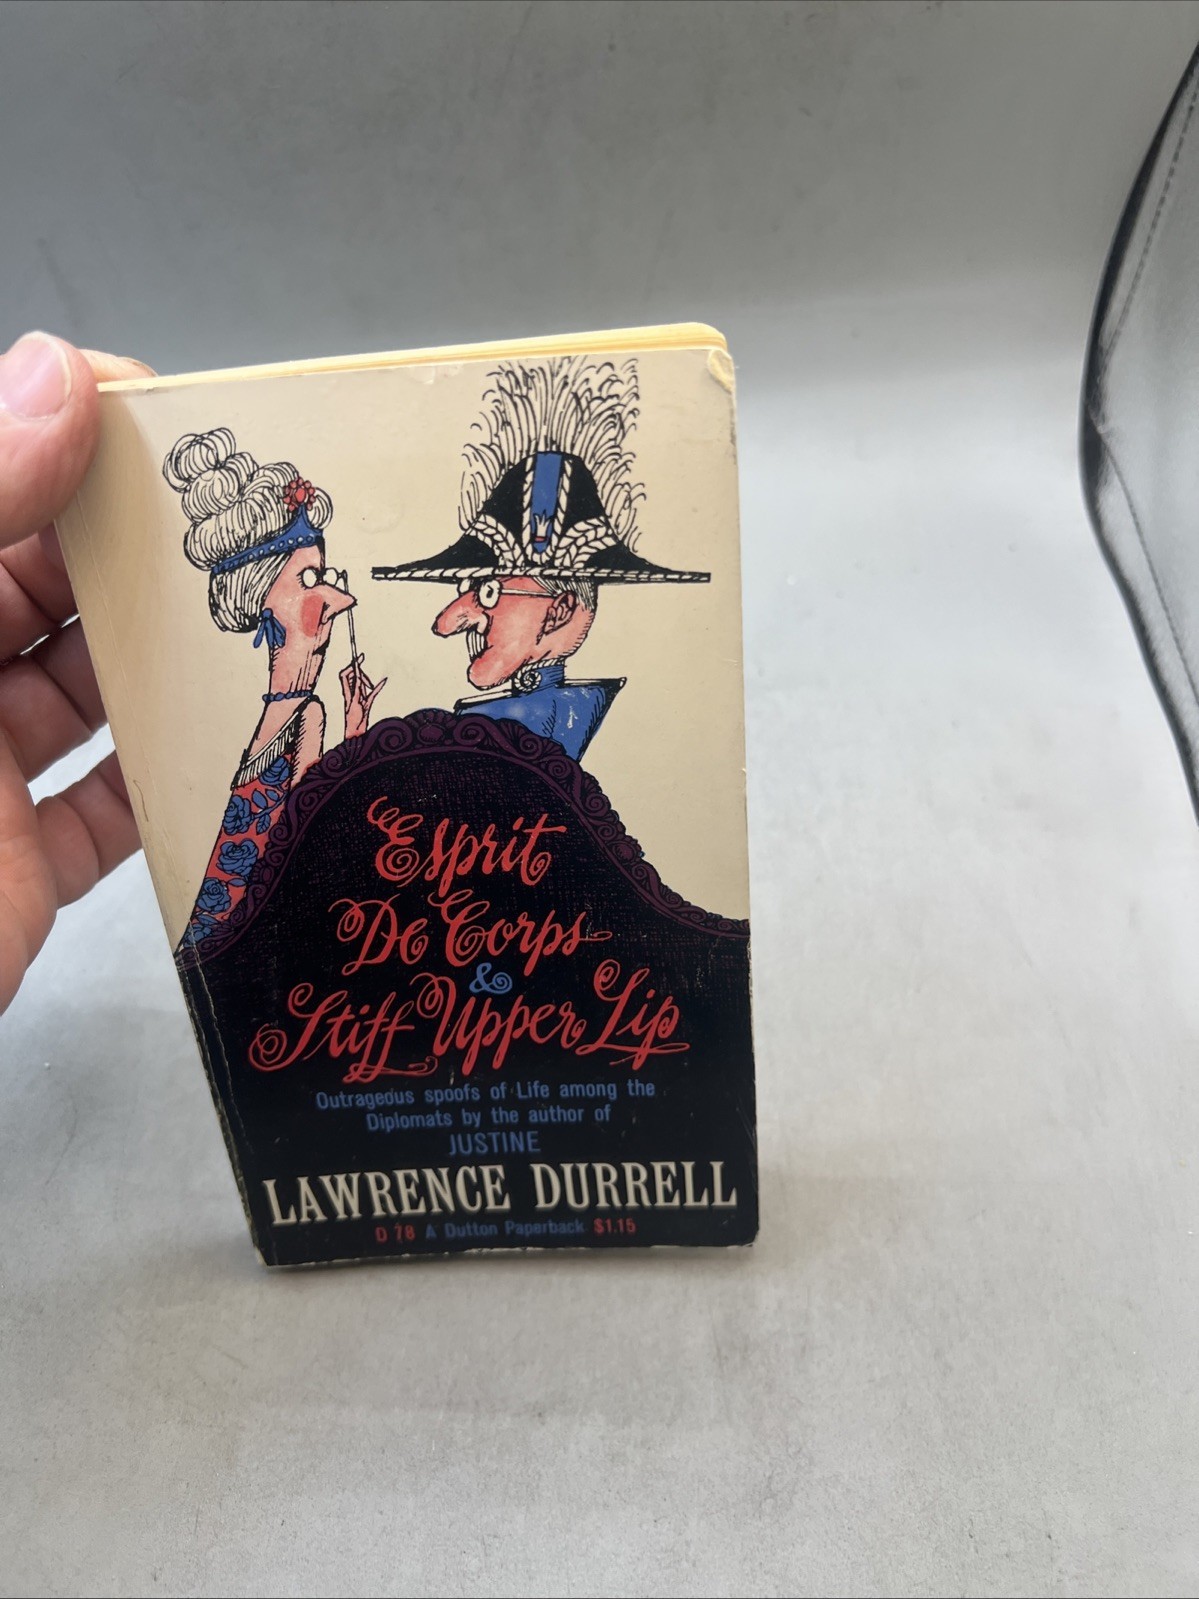 Esprit
De Corps
&
Stiff Upper Lip
Outrageous spoofs of Life among the
Diplomats by the author of
JUSTINE
LAWRENCE DURRELL
D 78 A Dutton Paperback $1.15